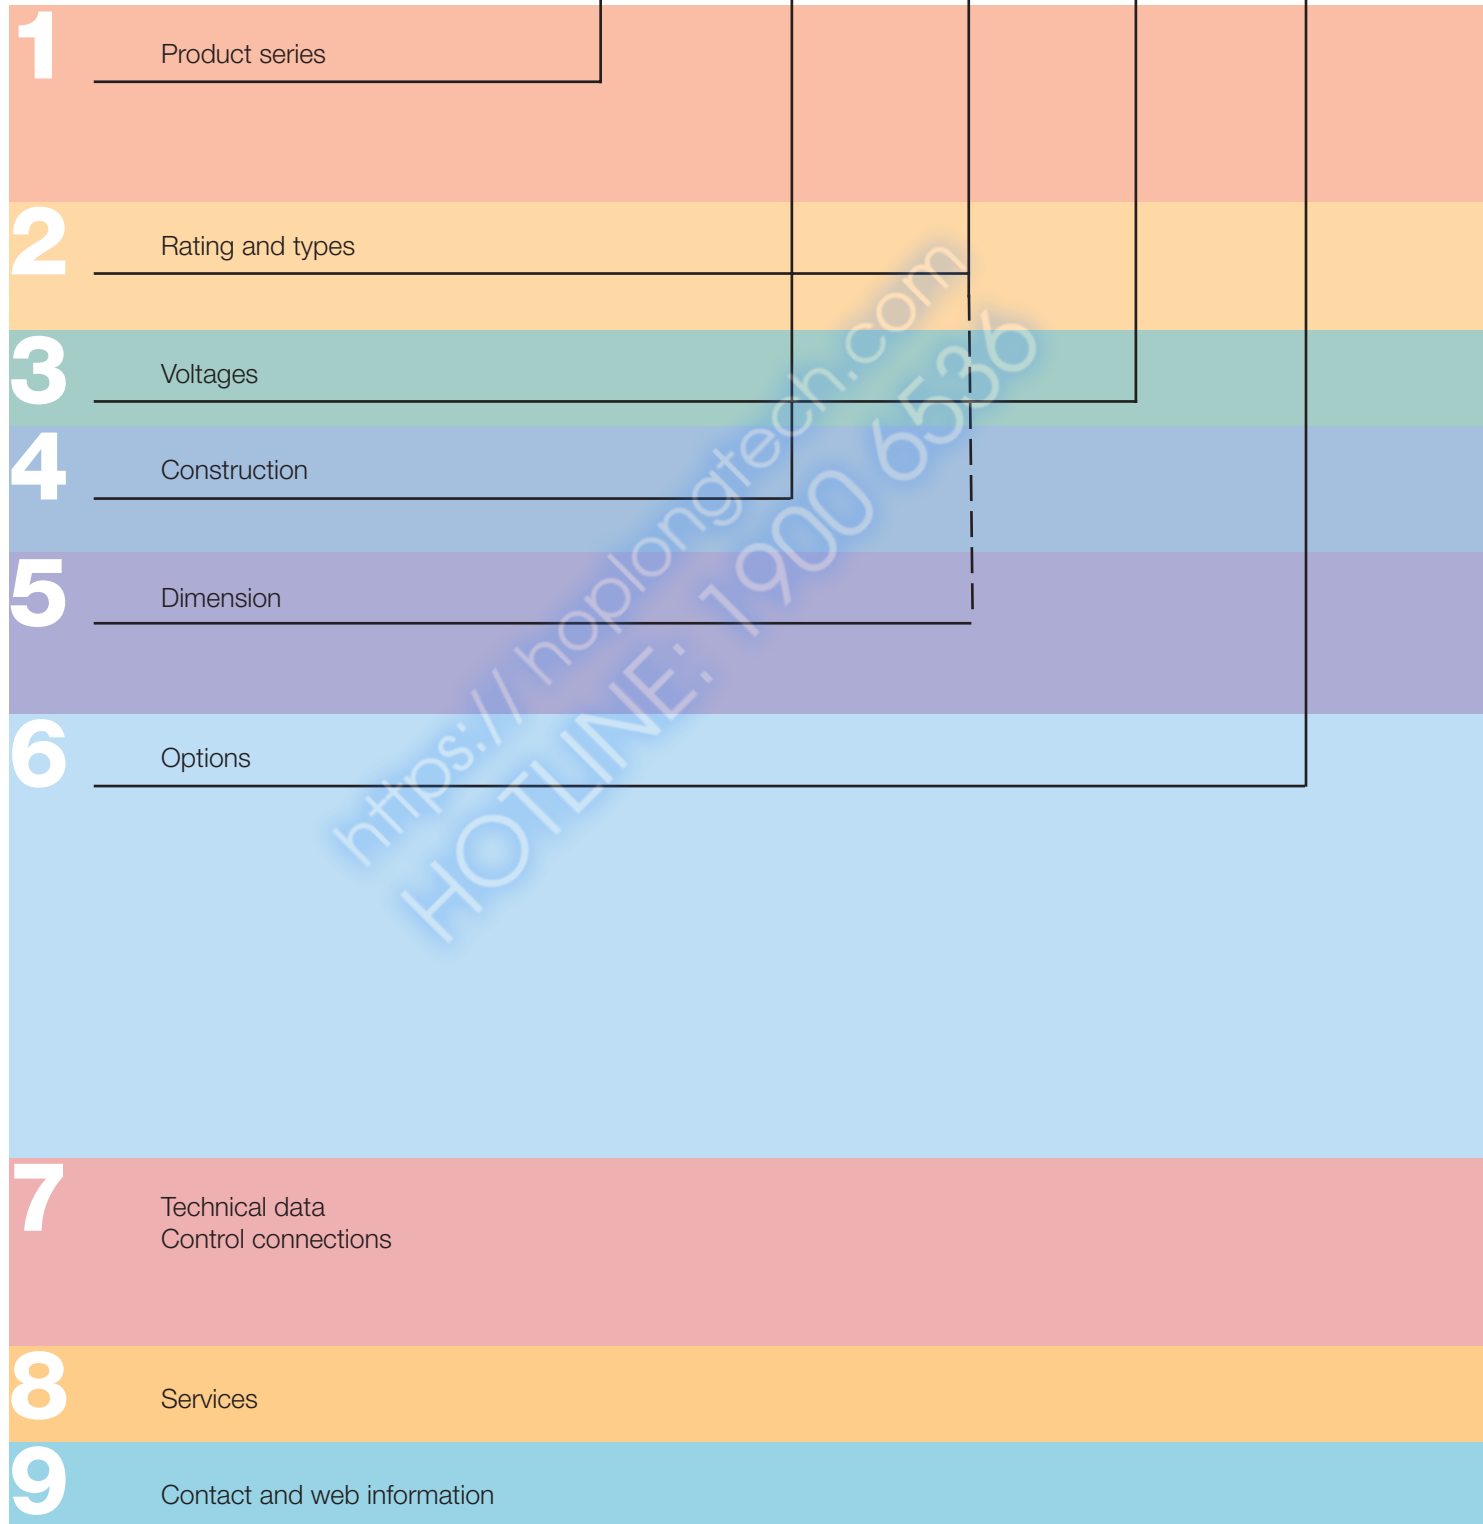 1
Product series
2
Rating and types
3
Voltages
4
Construction
5
Dimension
6
Options
7
Technical data
Control connections
8
Services
9
Contact and web information
https://hoplongtech.com
HOTLINE: 1900 6536